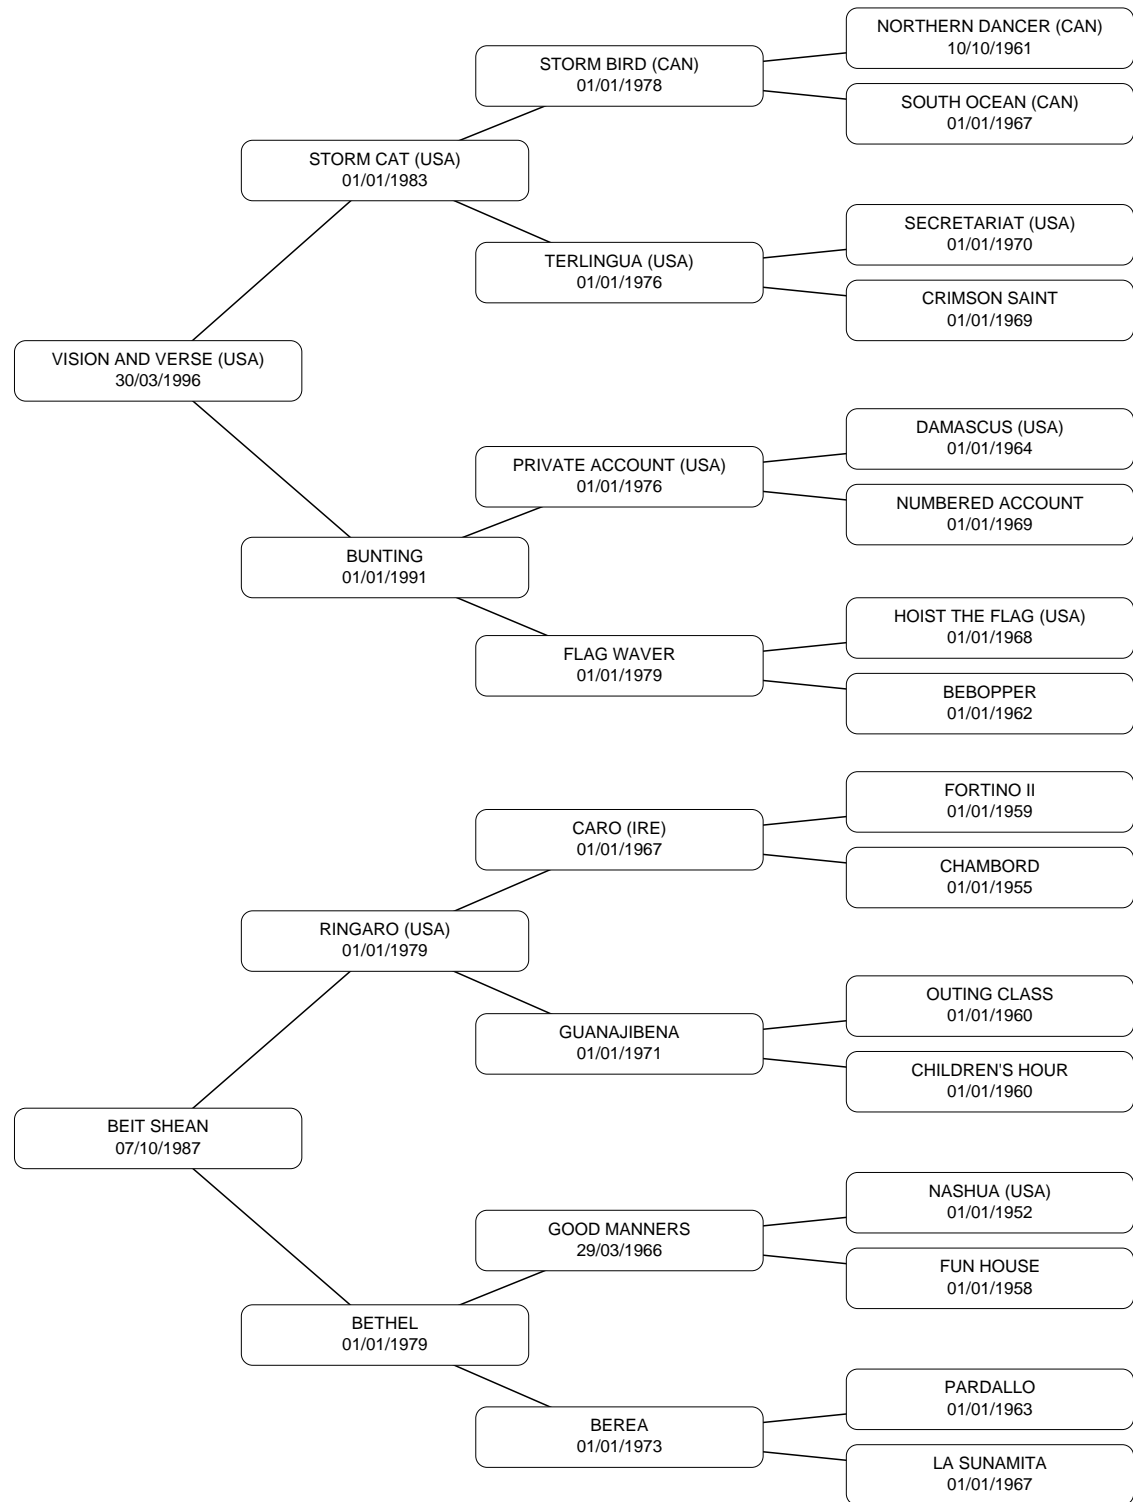 NORTHERN DANCER (CAN)
10/10/1961
STORM BIRD (CAN)
01/01/1978
SOUTH OCEAN (CAN)
01/01/1967
STORM CAT (USA)
01/01/1983
SECRETARIAT (USA)
01/01/1970
TERLINGUA (USA)
01/01/1976
CRIMSON SAINT
01/01/1969
VISION AND VERSE (USA)
30/03/1996
DAMASCUS (USA)
01/01/1964
PRIVATE ACCOUNT (USA)
01/01/1976
NUMBERED ACCOUNT
01/01/1969
BUNTING
01/01/1991
HOIST THE FLAG (USA)
01/01/1968
FLAG WAVER
01/01/1979
BEBOPPER
01/01/1962
FORTINO II
01/01/1959
CARO (IRE)
01/01/1967
CHAMBORD
01/01/1955
RINGARO (USA)
01/01/1979
OUTING CLASS
01/01/1960
GUANAJIBENA
01/01/1971
CHILDREN'S HOUR
01/01/1960
BEIT SHEAN
07/10/1987
NASHUA (USA)
01/01/1952
GOOD MANNERS
29/03/1966
FUN HOUSE
01/01/1958
BETHEL
01/01/1979
PARDALLO
01/01/1963
BEREA
01/01/1973
LA SUNAMITA
01/01/1967